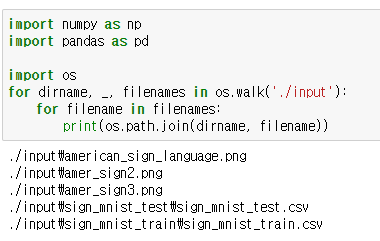 import numpy as np
import pandas as pd

import os
for dirname, _, filenames in os.walk('./input'):
    for filename in filenames:
        print(os.path.join(dirname, filename))
./input₩american_sign_language.png
./input₩amer_sign2.png
./input₩amer_sign3.png
./input₩sign_mnist_test₩sign_mnist_test.csv
./input₩sign_mnist_train₩sign_mnist_train.csv